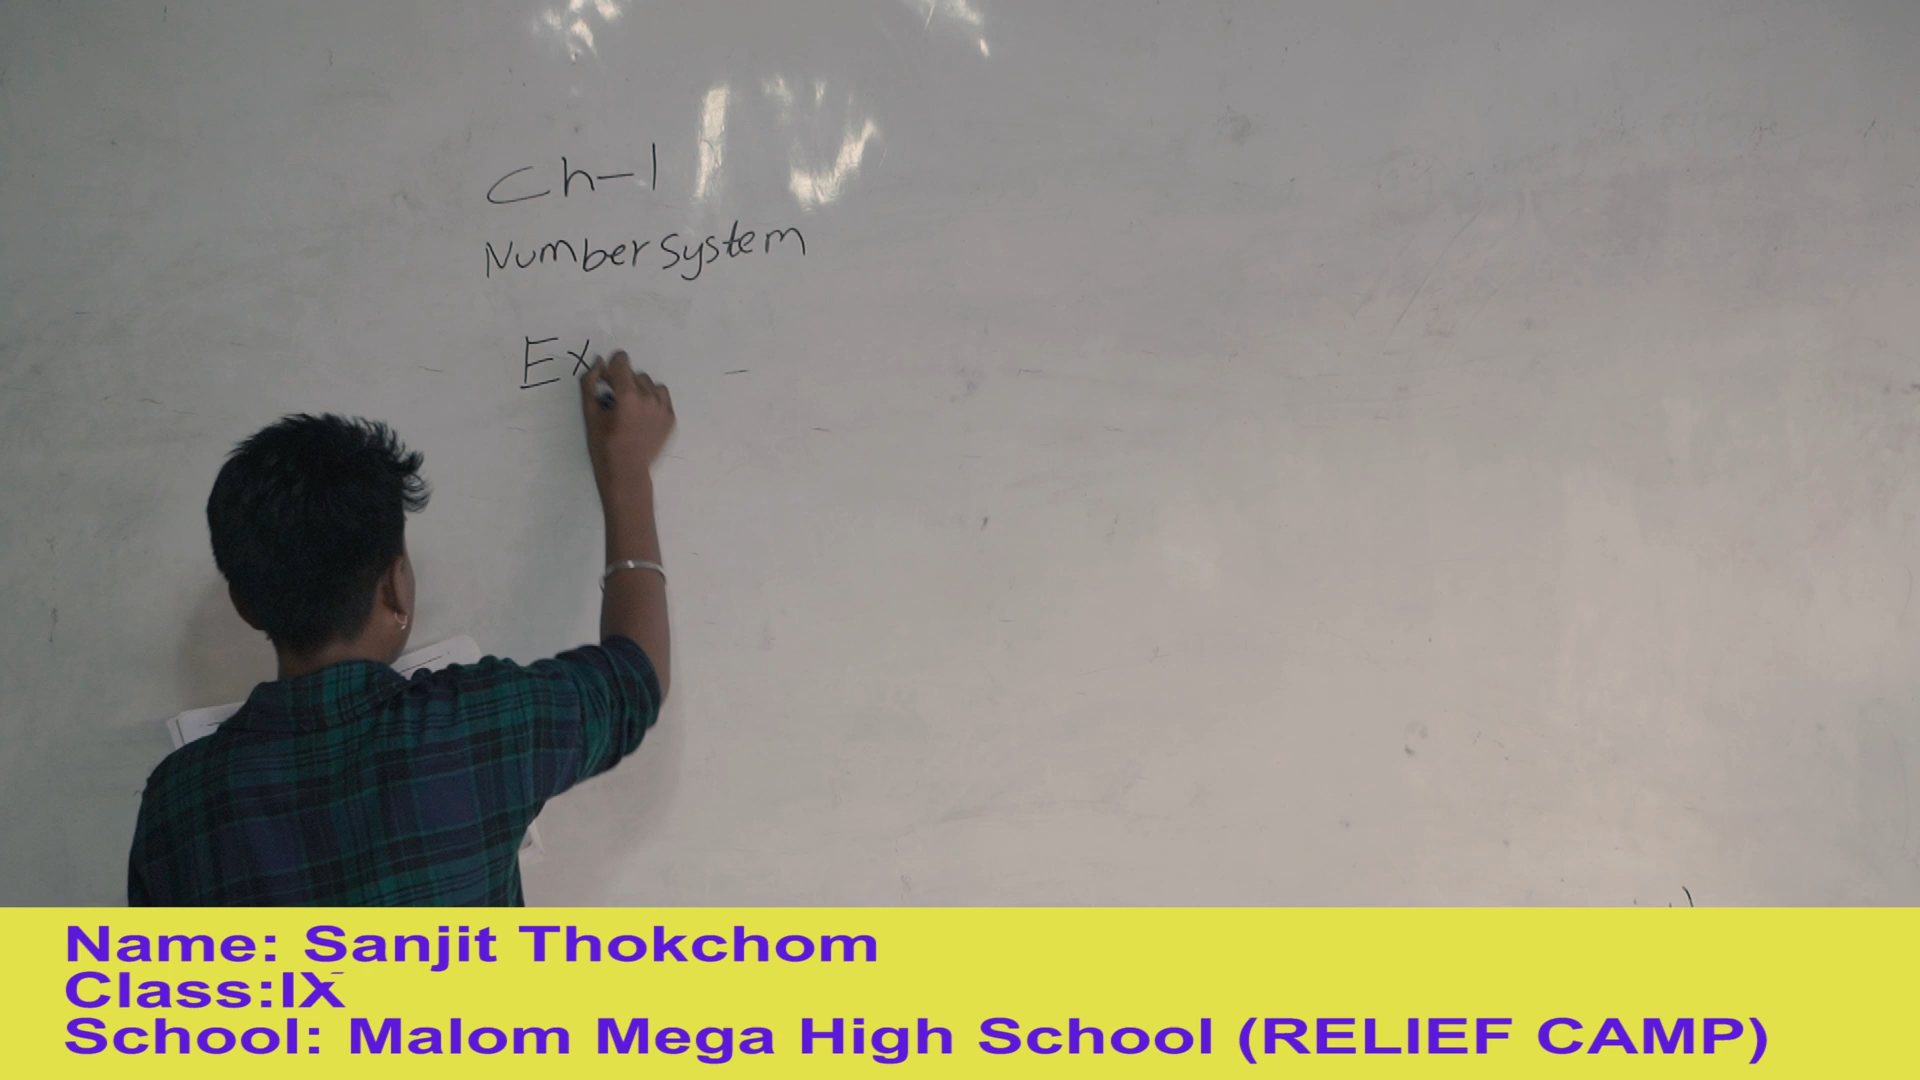 Ch-1
Number System
Ex
Name: Sanjit Thokchom
Class:IX
School: Malom Mega High School (RELIEF CAMP)